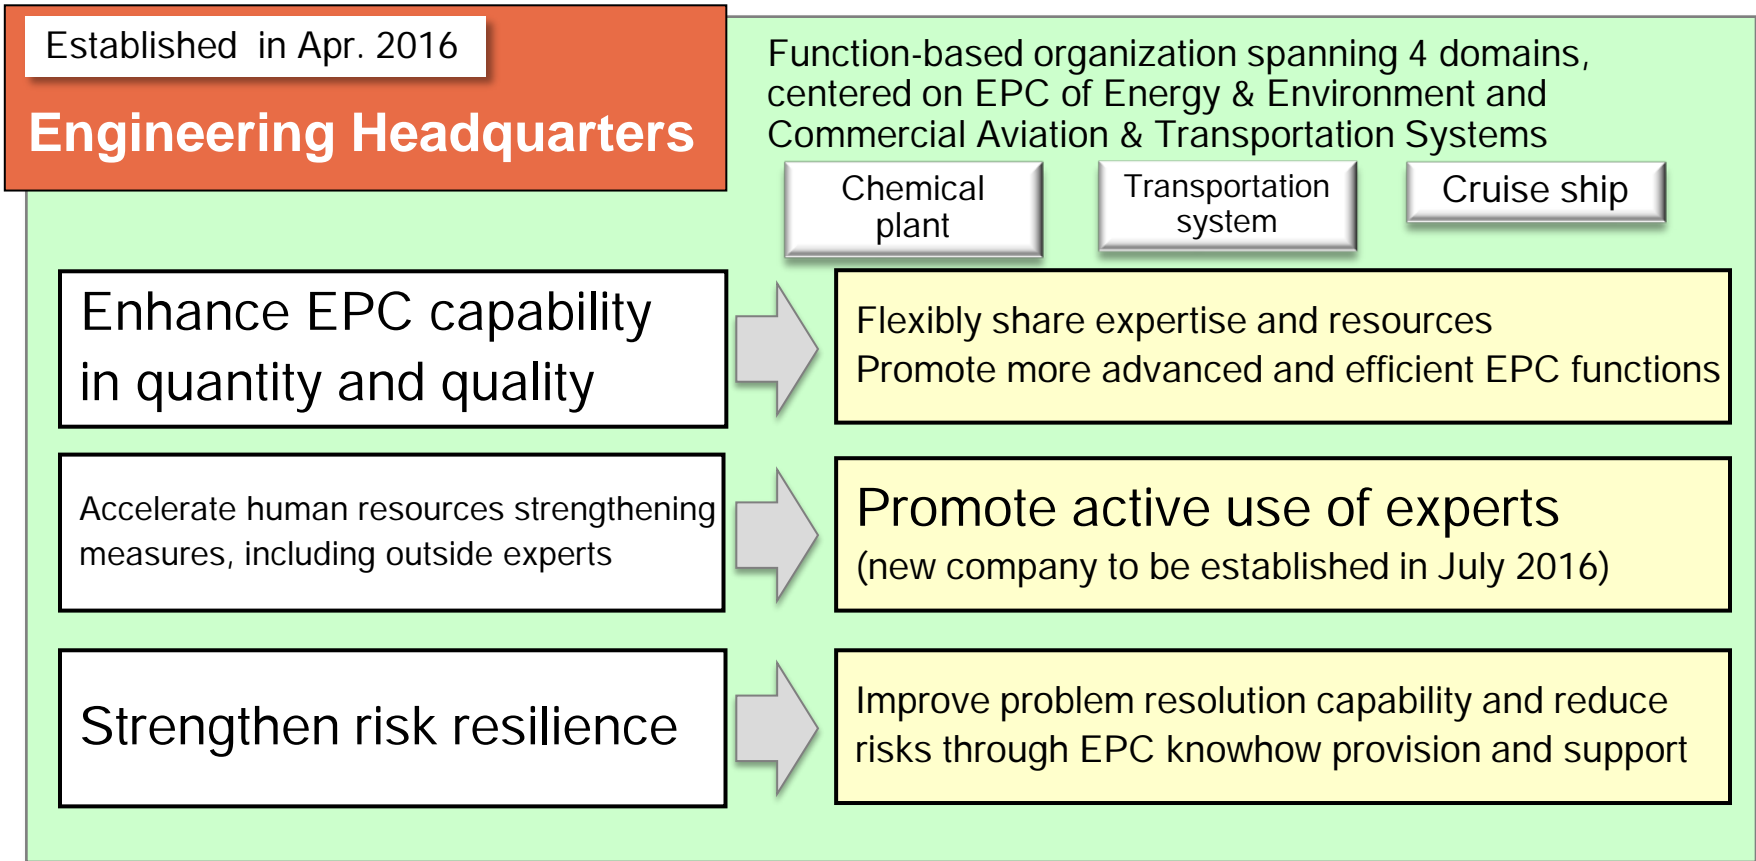 Established in Apr. 2016
Engineering Headquarters
Function-based organization spanning 4 domains,
centered on EPC of Energy & Environment and
Commercial Aviation & Transportation Systems
Chemical
plant
Transportation
system
Cruise ship
Enhance EPC capability
in quantity and quality
Flexibly share expertise and resources
Promote more advanced and efficient EPC functions
Accelerate human resources strengthening
measures, including outside experts
Promote active use of experts
(new company to be established in July 2016)
Strengthen risk resilience
Improve problem resolution capability and reduce
risks through EPC knowhow provision and support